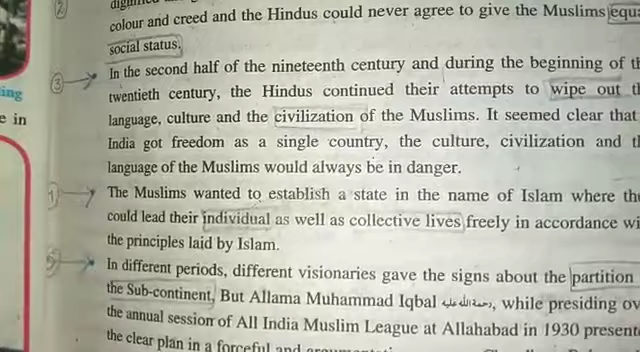 colour and creed and the Hindus could never agree to give the Muslims equ
social status.
In the second half of the nineteenth century and during the beginning of th
twentieth century, the Hindus continued their attempts to wipe out th
language, culture and the civilization of the Muslims. It seemed clear that
India got freedom as a single country, the culture, civilization and th
language of the Muslims would always be in danger.
The Muslims wanted to establish a state in the name of Islam where the
could lead their individual as well as collective lives freely in accordance wi
the principles laid by Islam.
In different periods, different visionaries gave the signs about the partition
the Sub-continent. But Allama Muhammad Iqbal رحمۃ اللہ علیہ, while presiding ov
the annual session of All India Muslim League at Allahabad in 1930 present
the clear plan in a forceful and
ing
e in